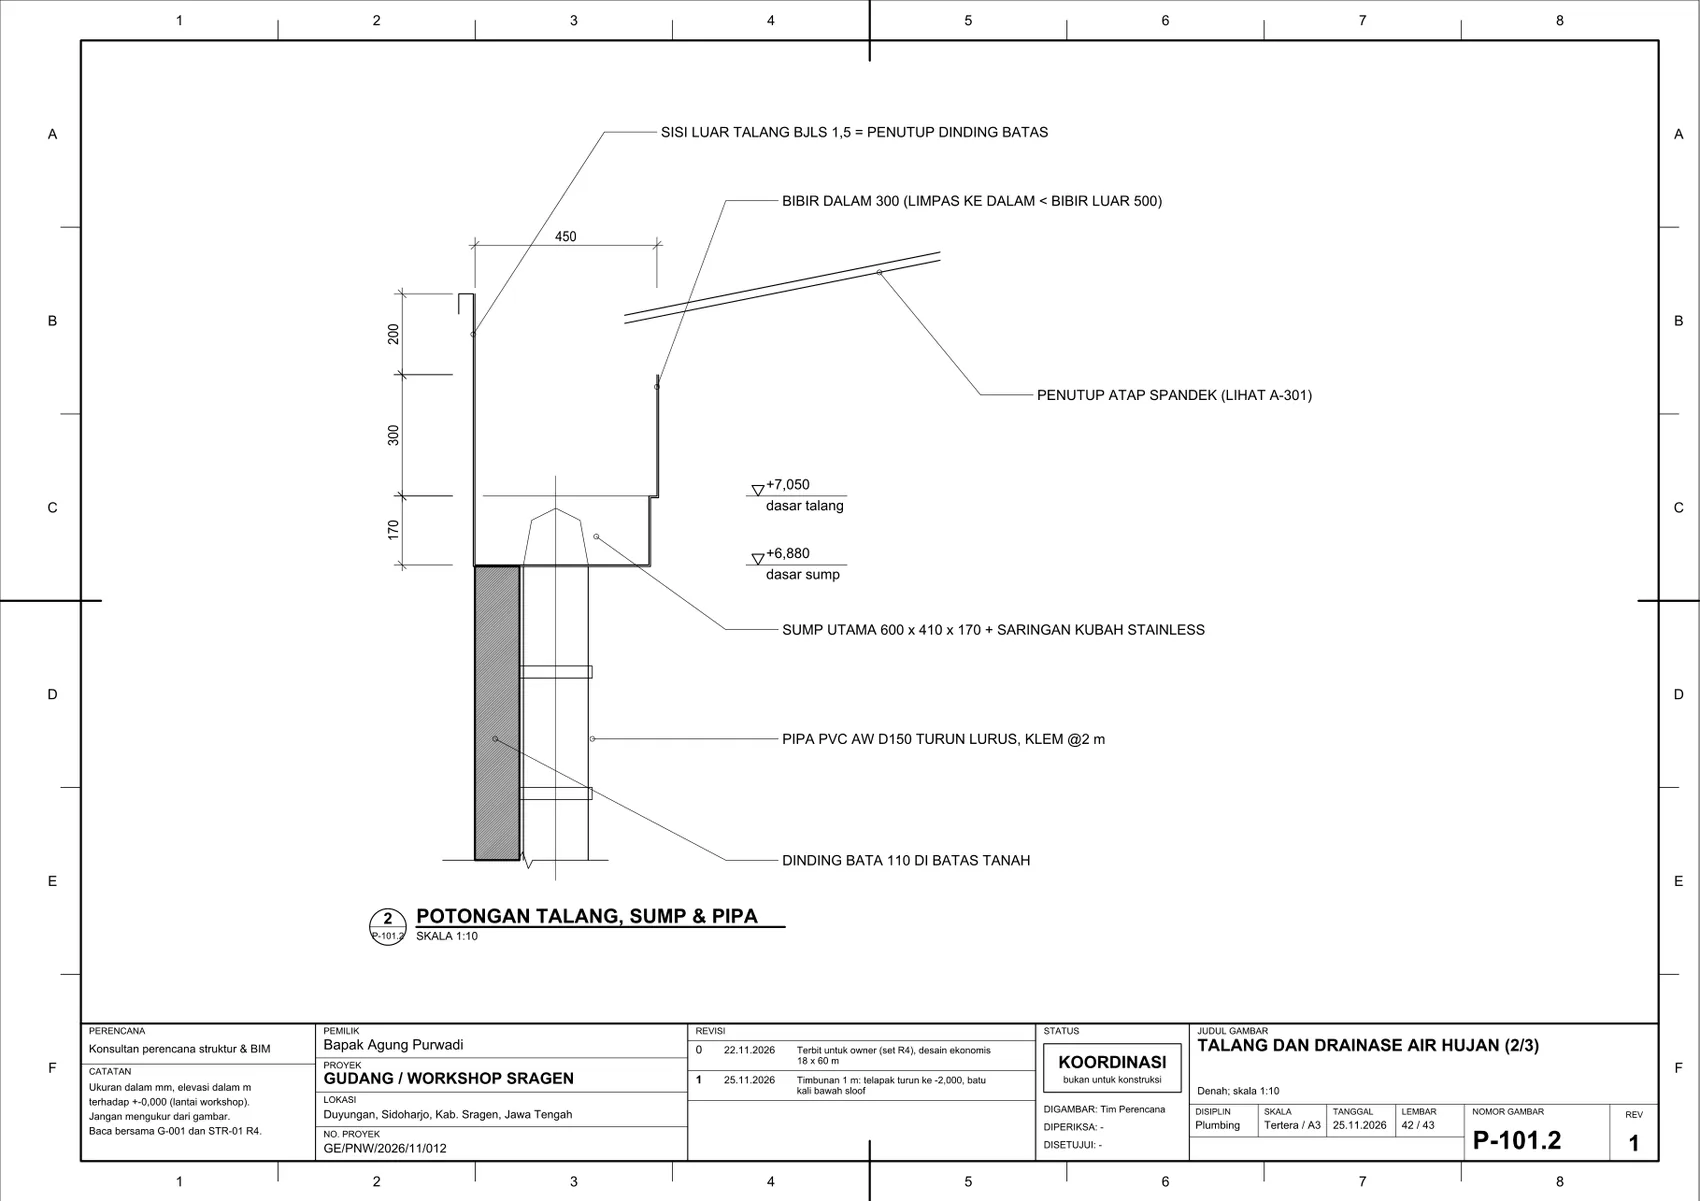 1 2 3 4 5 6 7 8
A A
SISI LUAR TALANG BJLS 1,5 = PENUTUP DINDING BATAS
BIBIR DALAM 300 (LIMPAS KE DALAM < BIBIR LUAR 500)
450
B B
200
PENUTUP ATAP SPANDEK (LIHAT A-301)
300
+7,050
dasar talang
C C
170
+6,880
dasar sump
SUMP UTAMA 600 x 410 x 170 + SARINGAN KUBAH STAINLESS
D D
PIPA PVC AW D150 TURUN LURUS, KLEM @2 m
DINDING BATA 110 DI BATAS TANAH
E E
2
P-101.2
POTONGAN TALANG, SUMP & PIPA
SKALA 1:10
F F
PERENCANA
Konsultan perencana struktur & BIM
CATATAN
Ukuran dalam mm, elevasi dalam m
terhadap +-0,000 (lantai workshop).
Jangan mengukur dari gambar.
Baca bersama G-001 dan STR-01 R4.
PEMILIK
Bapak Agung Purwadi
PROYEK
GUDANG / WORKSHOP SRAGEN
LOKASI
Duyungan, Sidoharjo, Kab. Sragen, Jawa Tengah
NO. PROYEK
GE/PNW/2026/11/012
REVISI
0 22.11.2026 Terbit untuk owner (set R4), desain ekonomis
18 x 60 m
1 25.11.2026 Timbunan 1 m: telapak turun ke -2,000, batu
kali bawah sloof
STATUS
KOORDINASI
bukan untuk konstruksi
DIGAMBAR: Tim Perencana
DIPERIKSA: -
DISETUJUI: -
JUDUL GAMBAR
TALANG DAN DRAINASE AIR HUJAN (2/3)
Denah; skala 1:10
DISIPLIN
Plumbing
SKALA
Tertera / A3
TANGGAL
25.11.2026
LEMBAR
42 / 43
NOMOR GAMBAR
P-101.2
REV
1
1 2 3 4 5 6 7 8